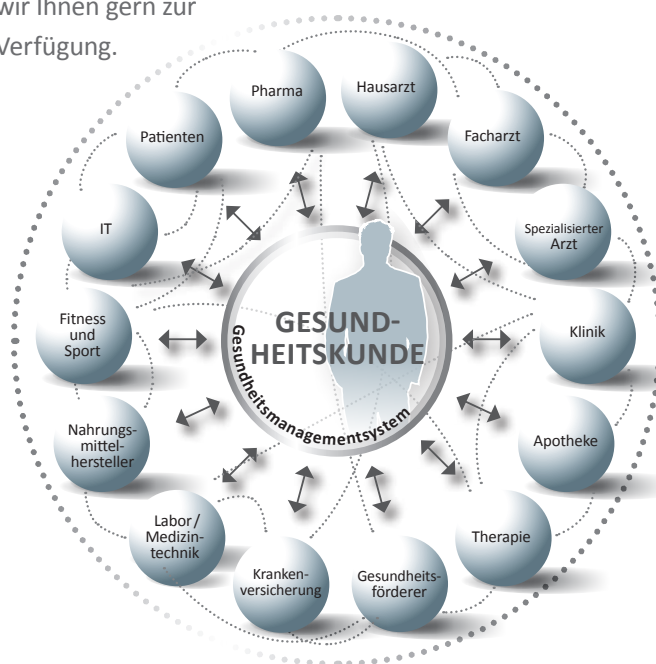 wir Ihnen gern zur
Verfügung.
Pharma
Hausarzt
Patienten
Facharzt
IT
Spezialisierter
Arzt
Fitness
und
Sport
GESUND-
HEITSKUNDE
Gesundheitsmanagementsystem
Klinik
Nahrungs-
mittel-
hersteller
Apotheke
Labor/
Medizin-
technik
Therapie
Kranken-
versicherung
Gesundheits-
förderer